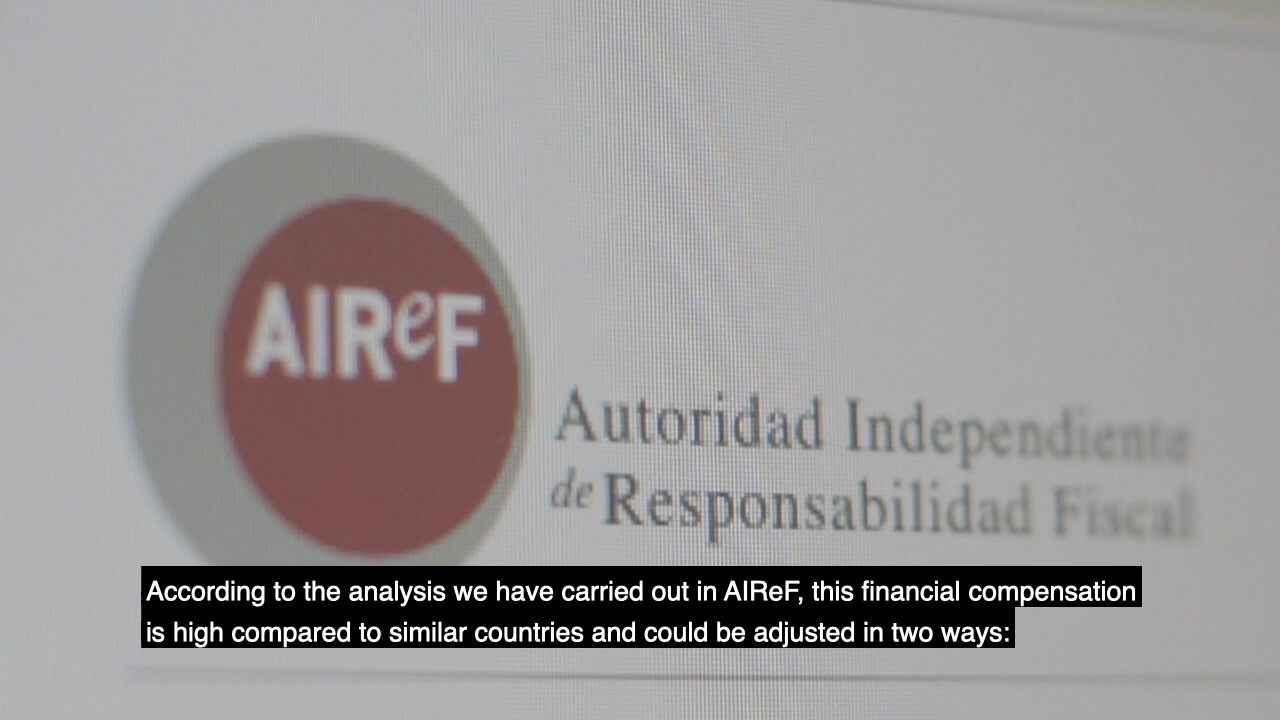 AIReF
Autoridad Independiente
de Responsabilidad Fiscal
According to the analysis we have carried out in AIReF, this financial compensation
is high compared to similar countries and could be adjusted in two ways: